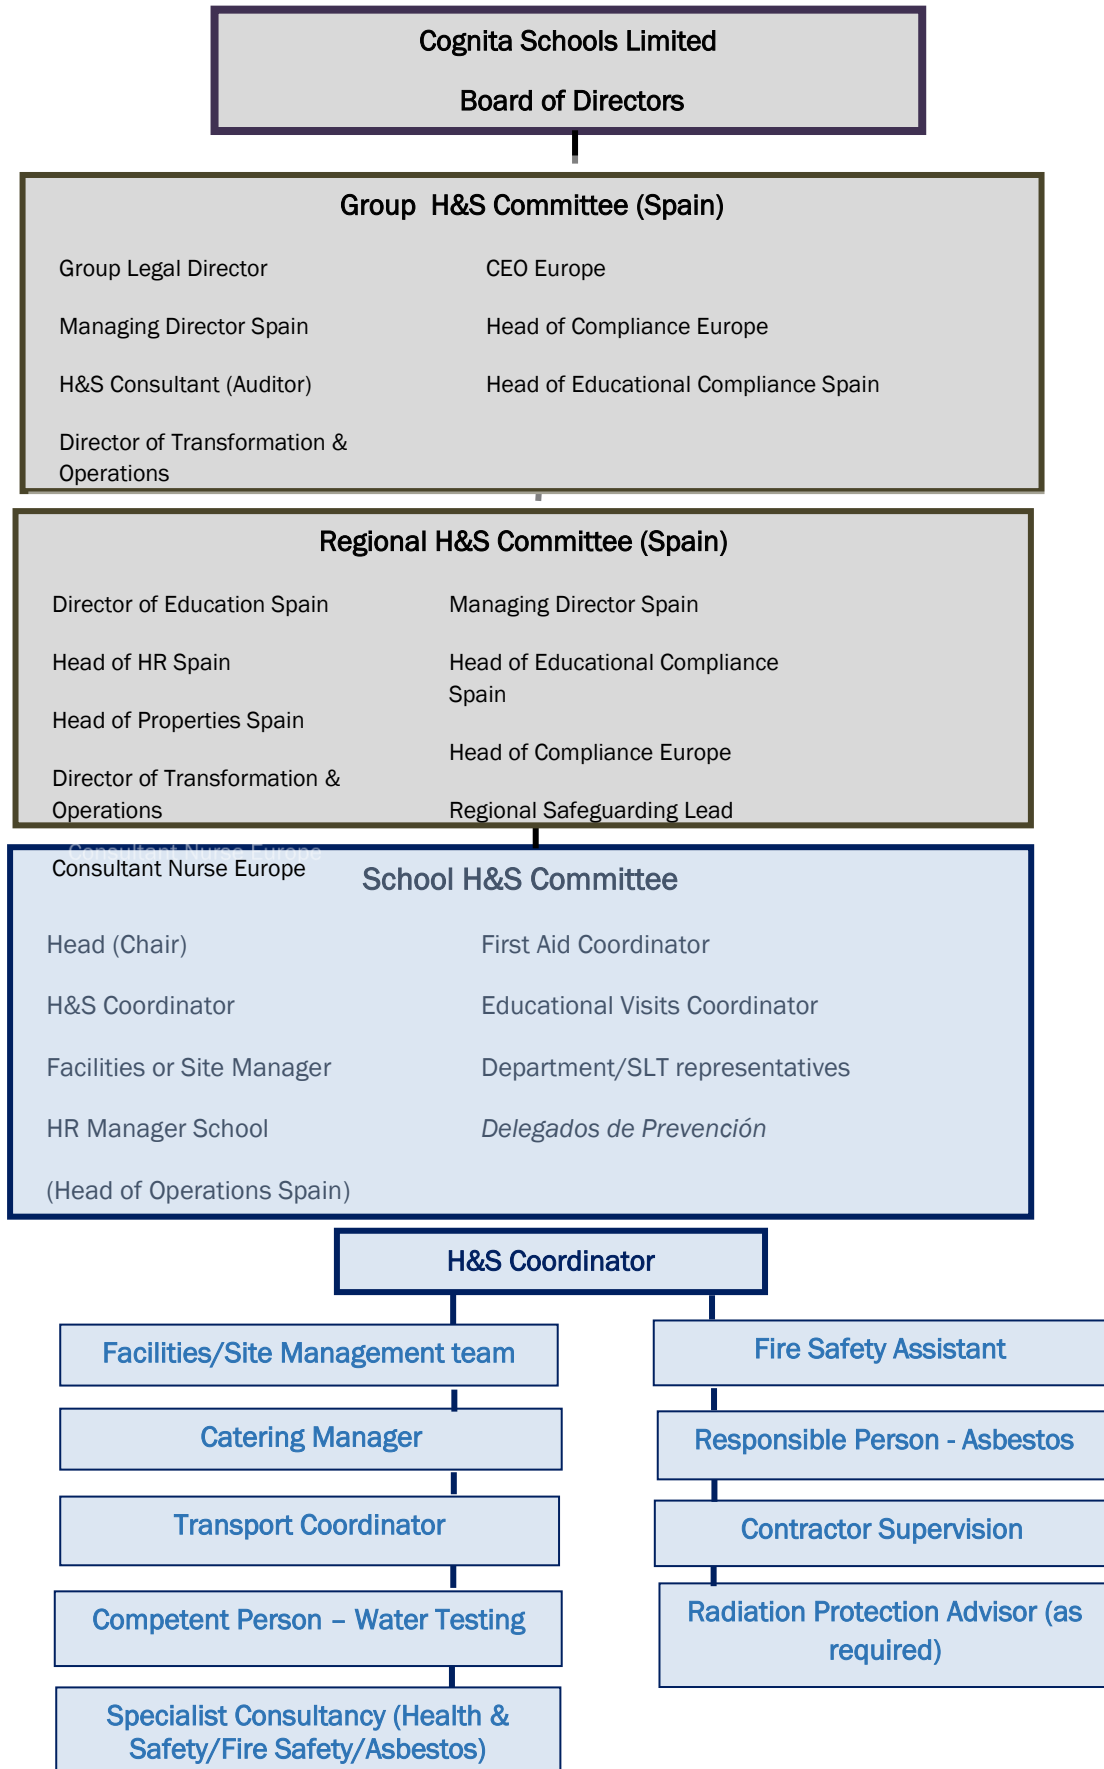 Cognita Schools Limited
Board of Directors
Group H&S Committee (Spain)
Group Legal Director
Managing Director Spain
H&S Consultant (Auditor)
Director of Transformation &
Operations
CEO Europe
Head of Compliance Europe
Head of Educational Compliance Spain
Regional H&S Committee (Spain)
Director of Education Spain
Head of HR Spain
Head of Properties Spain
Director of Transformation &
Operations
Consultant Nurse Europe
Consultant Nurse Europe
Managing Director Spain
Head of Educational Compliance
Spain
Head of Compliance Europe
Regional Safeguarding Lead
School H&S Committee
Head (Chair)
H&S Coordinator
Facilities or Site Manager
HR Manager School
(Head of Operations Spain)
First Aid Coordinator
Educational Visits Coordinator
Department/SLT representatives
Delegados de Prevención
H&S Coordinator
Facilities/Site Management team
Catering Manager
Transport Coordinator
Competent Person – Water Testing
Specialist Consultancy (Health &
Safety/Fire Safety/Asbestos)
Fire Safety Assistant
Responsible Person - Asbestos
Contractor Supervision
Radiation Protection Advisor (as
required)